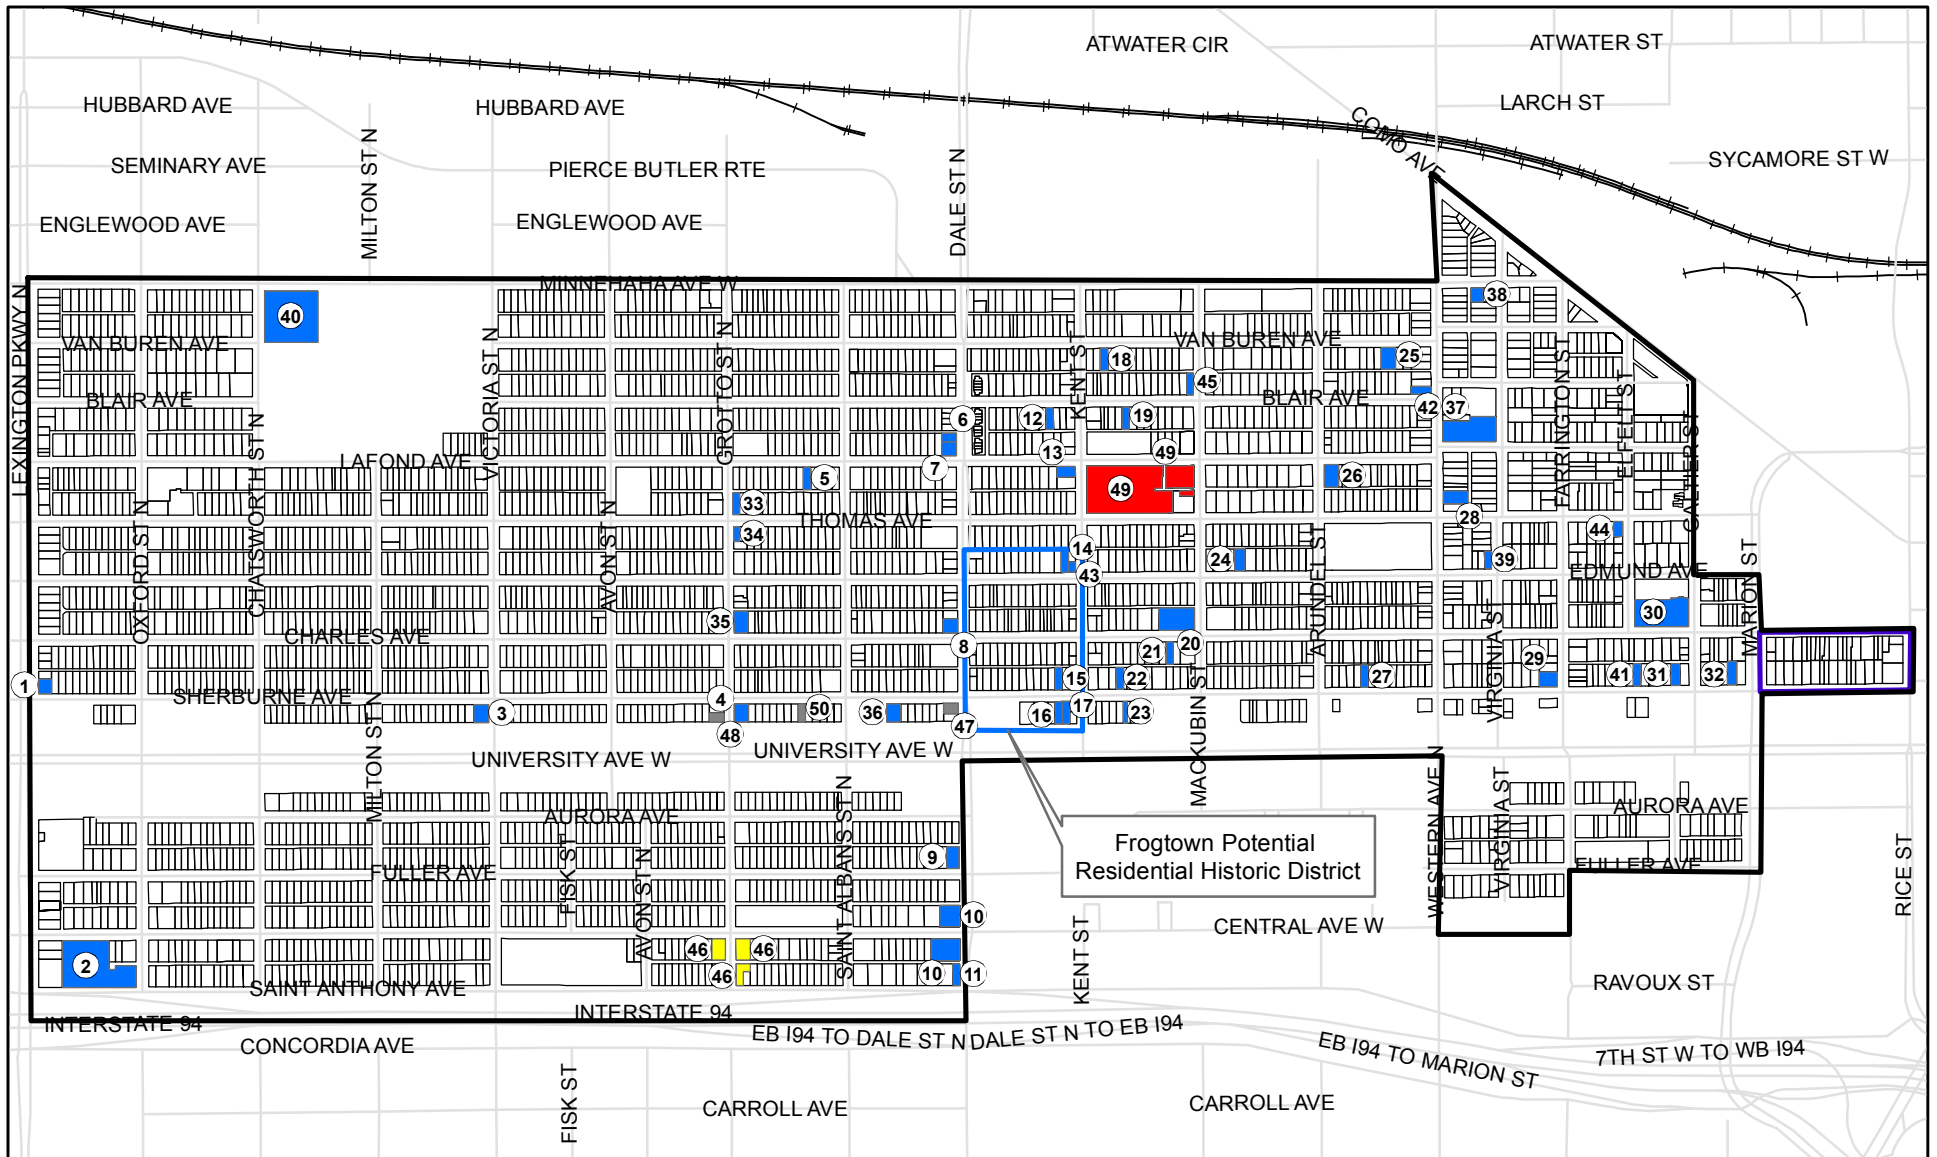 ATWATER CIR
ATWATER ST
HUBBARD AVE
HUBBARD AVE
LARCH ST
COMO AVE
SEMINARY AVE
MILTON ST N
PIERCE BUTLER RTE
DALE ST N
SYCAMORE ST W
ENGLEWOOD AVE
ENGLEWOOD AVE
MINNEHAHA AVE W
LEXINGTON PKWY N
40
38
VAN BUREN AVE
VICTORIA ST N
GROTTO ST N
KENT ST
VAN BUREN AVE
18
25
FARRINGTON ST
45
ELFELT ST
BLAIR AVE
BLAIR AVE
42
37
6
12
19
GALTIER ST
CHATSWORTH ST N
LAFOND AVE
13
49
7
5
49
26
33
28
THOMAS AVE
OXFORD ST N
AVON ST N
34
44
14
24
39
ARUNDEL ST
MARION ST
43
EDMUND AVE
30
35
CHARLES AVE
8
21
20
VIRGINIA ST
29
1
15
22
27
41
31
32
SHERBURNE AVE
MILTON ST N
4
3
50
36
16
17
23
MACKUBIN ST
47
48
UNIVERSITY AVE W
UNIVERSITY AVE W
SAINT ALBANS ST N
WESTERN AVE N
VIRGINIA ST
AURORA AVE
AURORA AVE
Frogtown Potential
Residential Historic District
FISK ST
AVON ST N
9
FULLER AVE
FULLER AVE
RICE ST
10
KENT ST
CENTRAL AVE W
46
46
2
46
10
11
SAINT ANTHONY AVE
RAVOUX ST
INTERSTATE 94
INTERSTATE 94
EB I94 TO DALE ST N
DALE ST N TO EB I94
CONCORDIA AVE
EB I94 TO MARION ST
7TH ST W TO WB I94
FISK ST
CARROLL AVE
CARROLL AVE